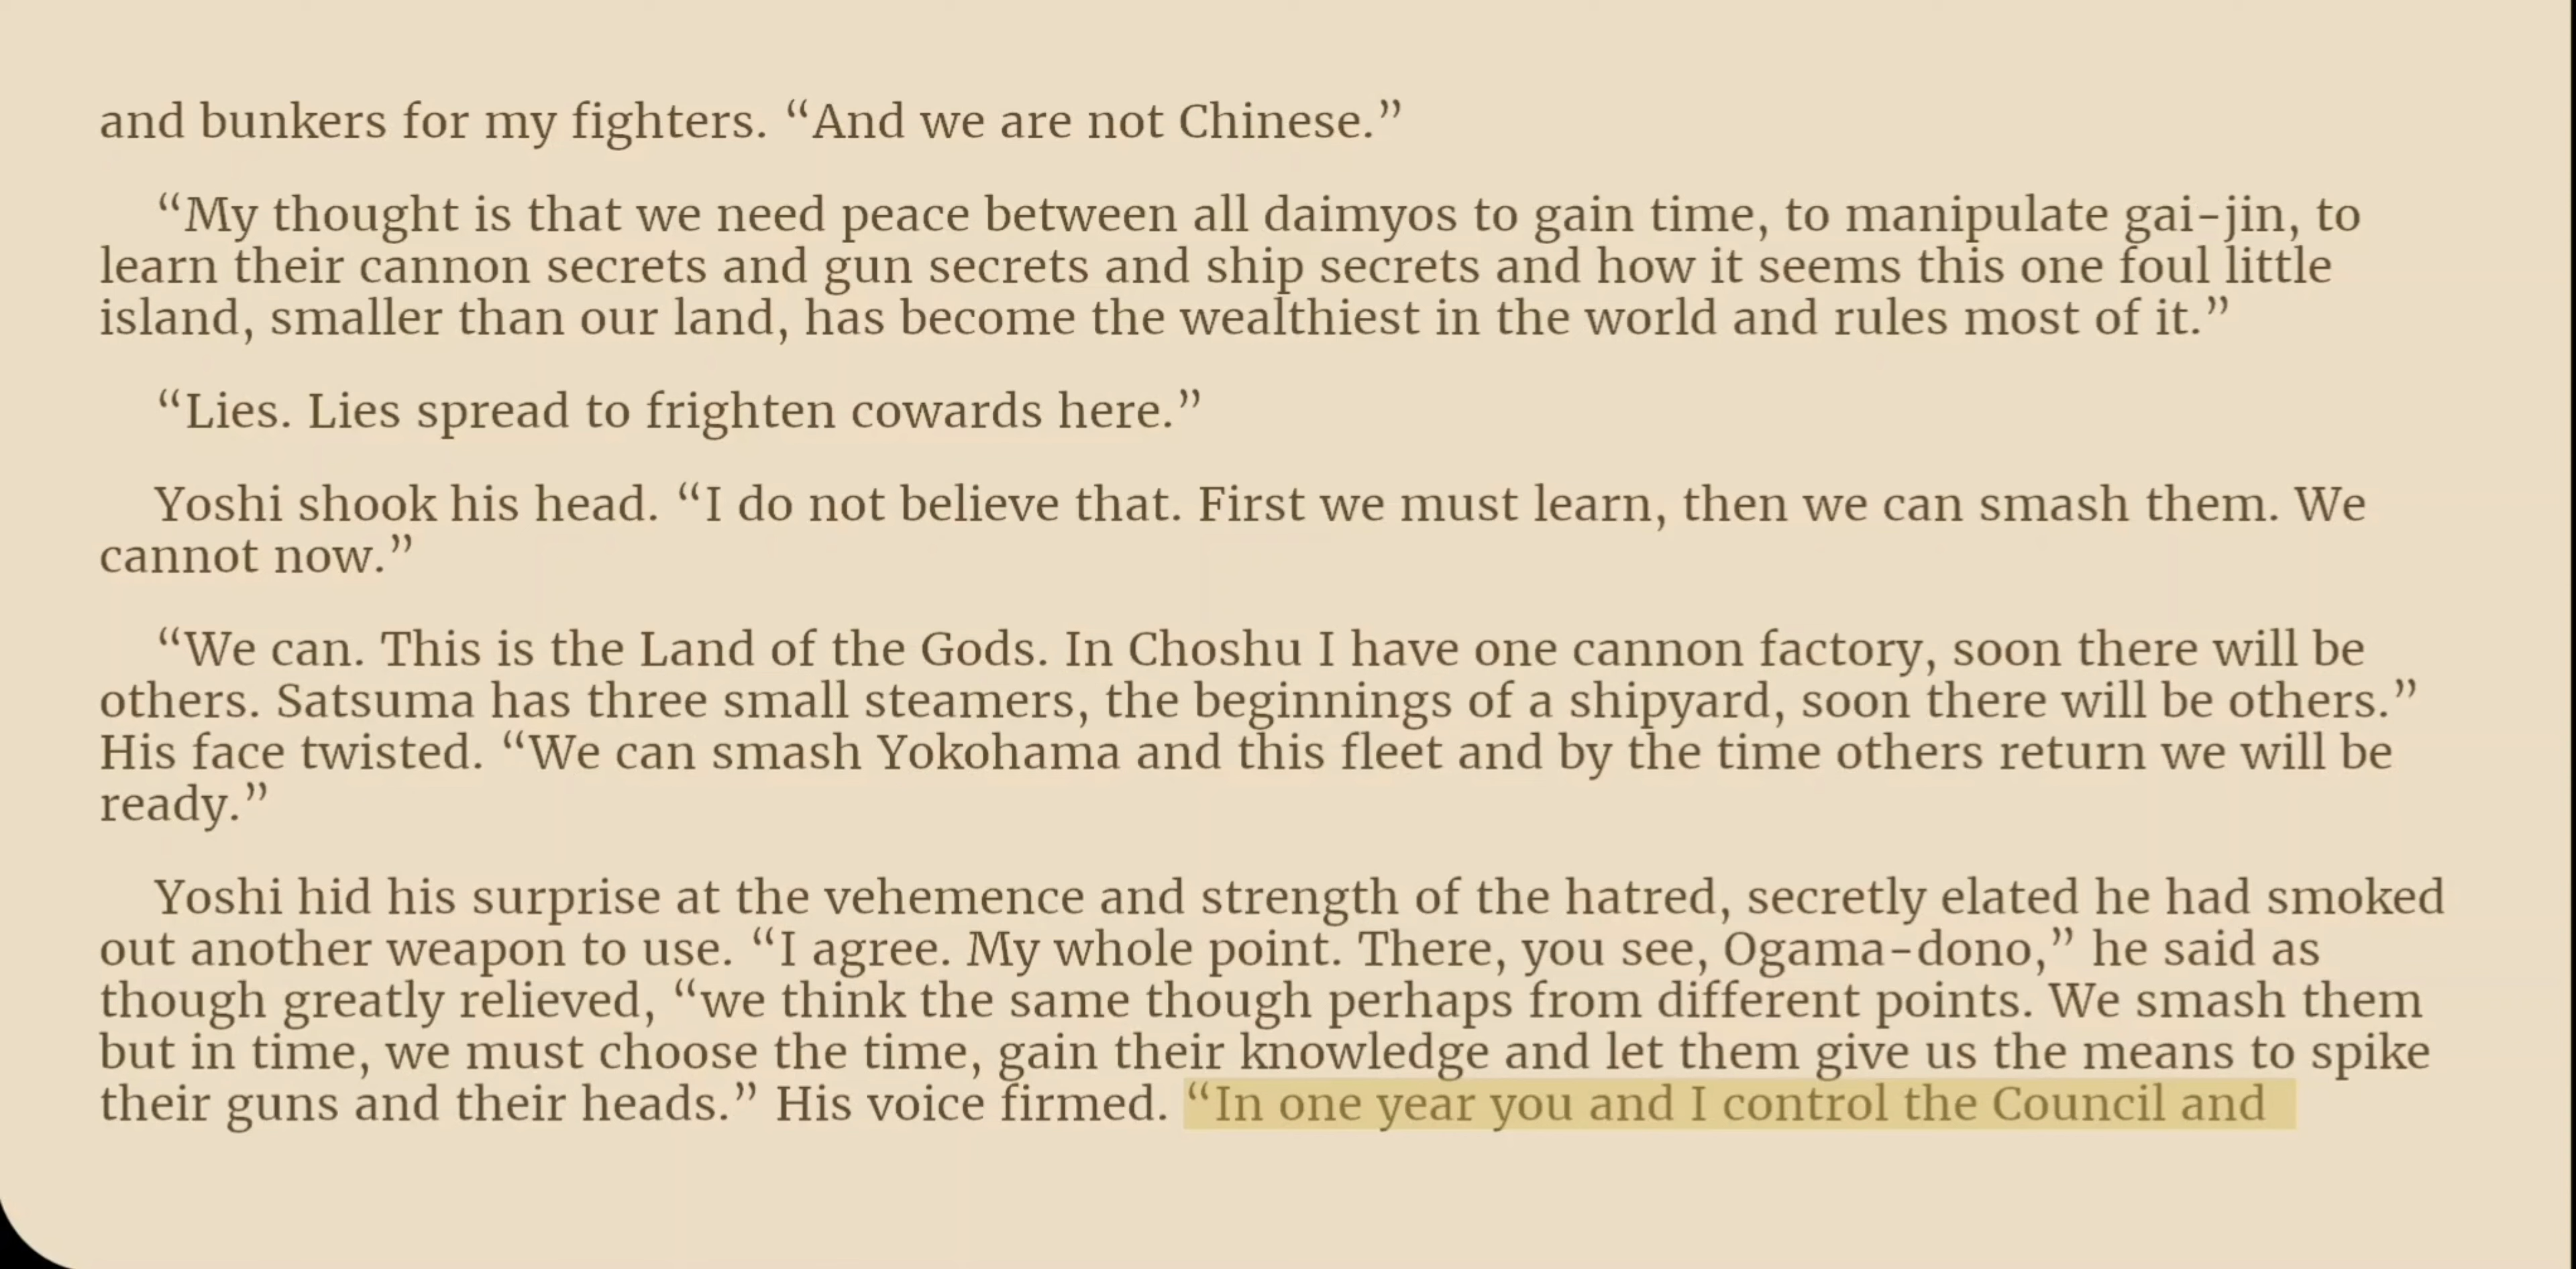 and bunkers for my fighters. “And we are not Chinese.”
“My thought is that we need peace between all daimyos to gain time, to manipulate gai-jin, to
learn their cannon secrets and gun secrets and ship secrets and how it seems this one foul little
island, smaller than our land, has become the wealthiest in the world and rules most of it.”
“Lies. Lies spread to frighten cowards here.”
Yoshi shook his head. “I do not believe that. First we must learn, then we can smash them. We
cannot now.”
“We can. This is the Land of the Gods. In Choshu I have one cannon factory, soon there will be
others. Satsuma has three small steamers, the beginnings of a shipyard, soon there will be others.”
His face twisted. “We can smash Yokohama and this fleet and by the time others return we will be
ready.”
Yoshi hid his surprise at the vehemence and strength of the hatred, secretly elated he had smoked
out another weapon to use. “I agree. My whole point. There, you see, Ogama-dono,” he said as
though greatly relieved, “we think the same though perhaps from different points. We smash them
but in time, we must choose the time, gain their knowledge and let them give us the means to spike
their guns and their heads.” His voice firmed. “In one year you and I control the Council and